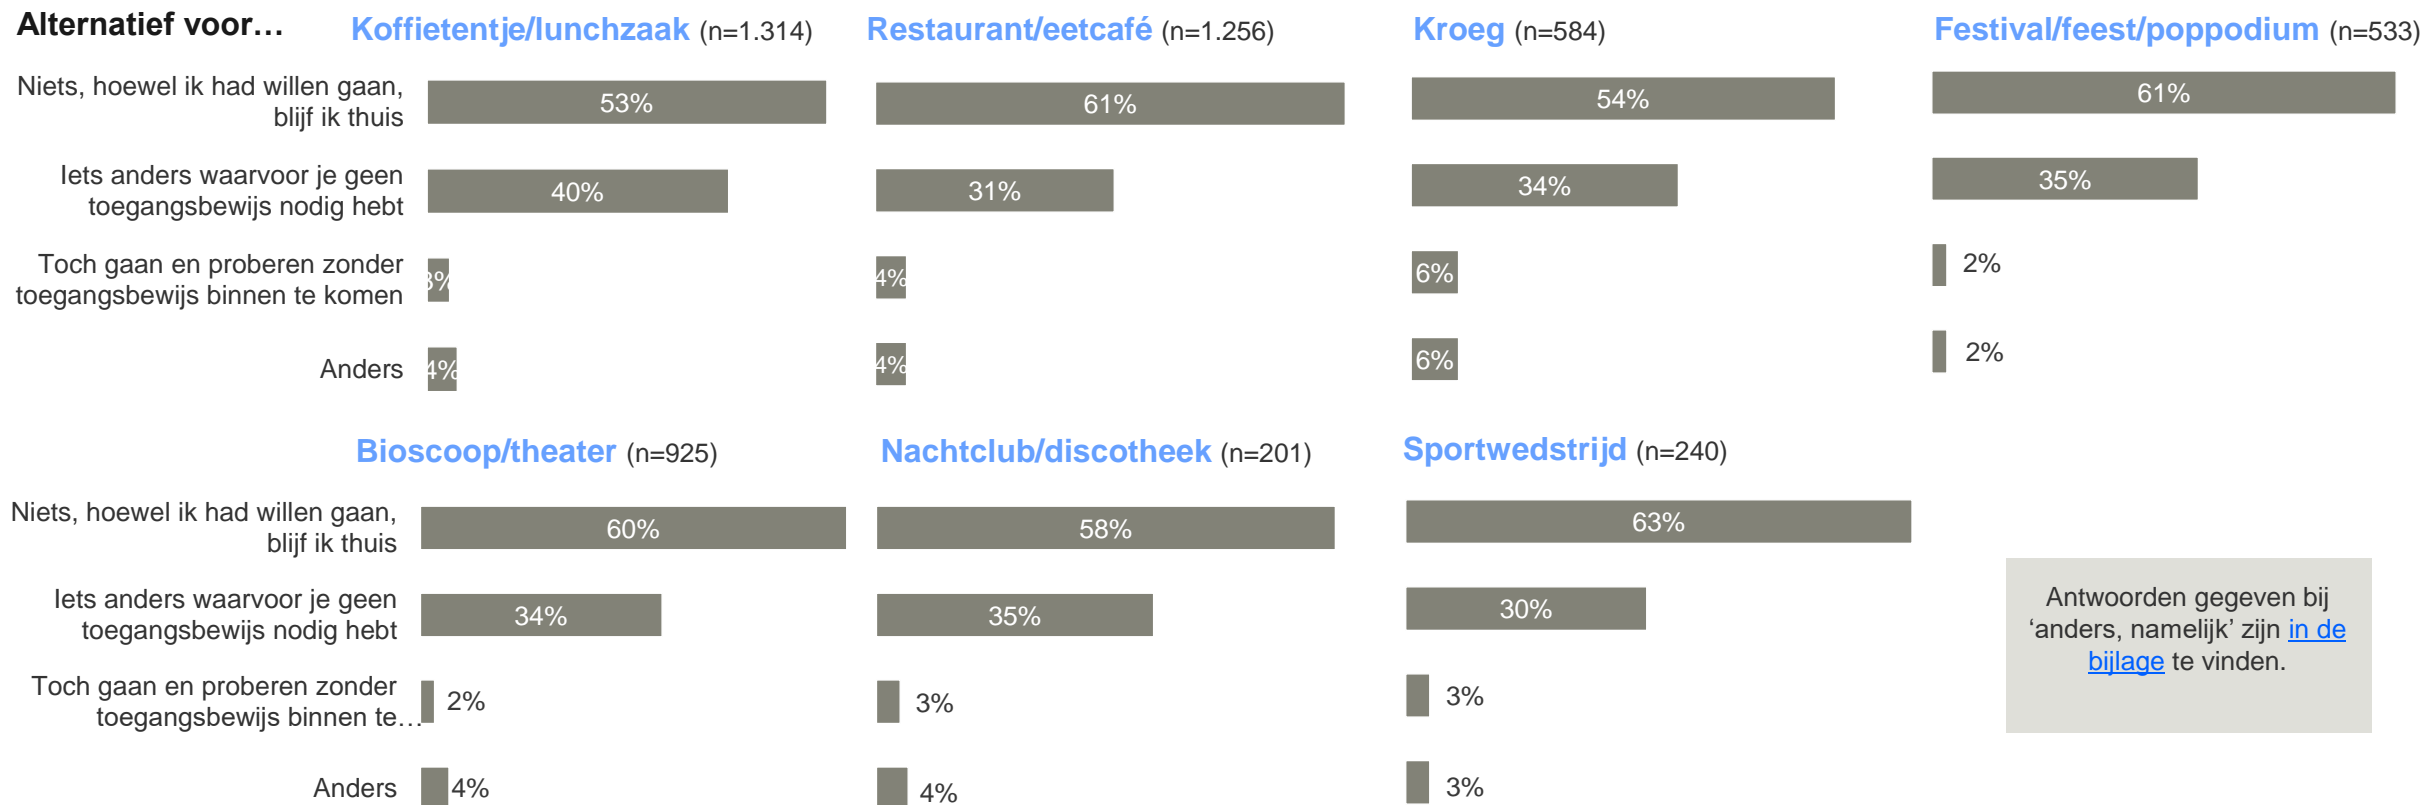 Alternatief voor…
Koffietentje/lunchzaak (n=1.314)
Restaurant/eetcafé (n=1.256)
Kroeg (n=584)
Festival/feest/poppodium (n=533)
Niets, hoewel ik had willen gaan,
blijf ik thuis
53%
61%
54%
61%
Iets anders waarvoor je geen
toegangsbewijs nodig hebt
40%
31%
34%
35%
Toch gaan en proberen zonder
toegangsbewijs binnen te komen
3%
4%
6%
2%
Anders
4%
4%
6%
2%
Bioscoop/theater (n=925)
Nachtclub/discotheek (n=201)
Sportwedstrijd (n=240)
Niets, hoewel ik had willen gaan,
blijf ik thuis
60%
58%
63%
Iets anders waarvoor je geen
toegangsbewijs nodig hebt
34%
35%
30%
Toch gaan en proberen zonder
toegangsbewijs binnen te…
2%
3%
3%
Anders
4%
4%
3%
Antwoorden gegeven bij
‘anders, namelijk’ zijn in de
bijlage te vinden.